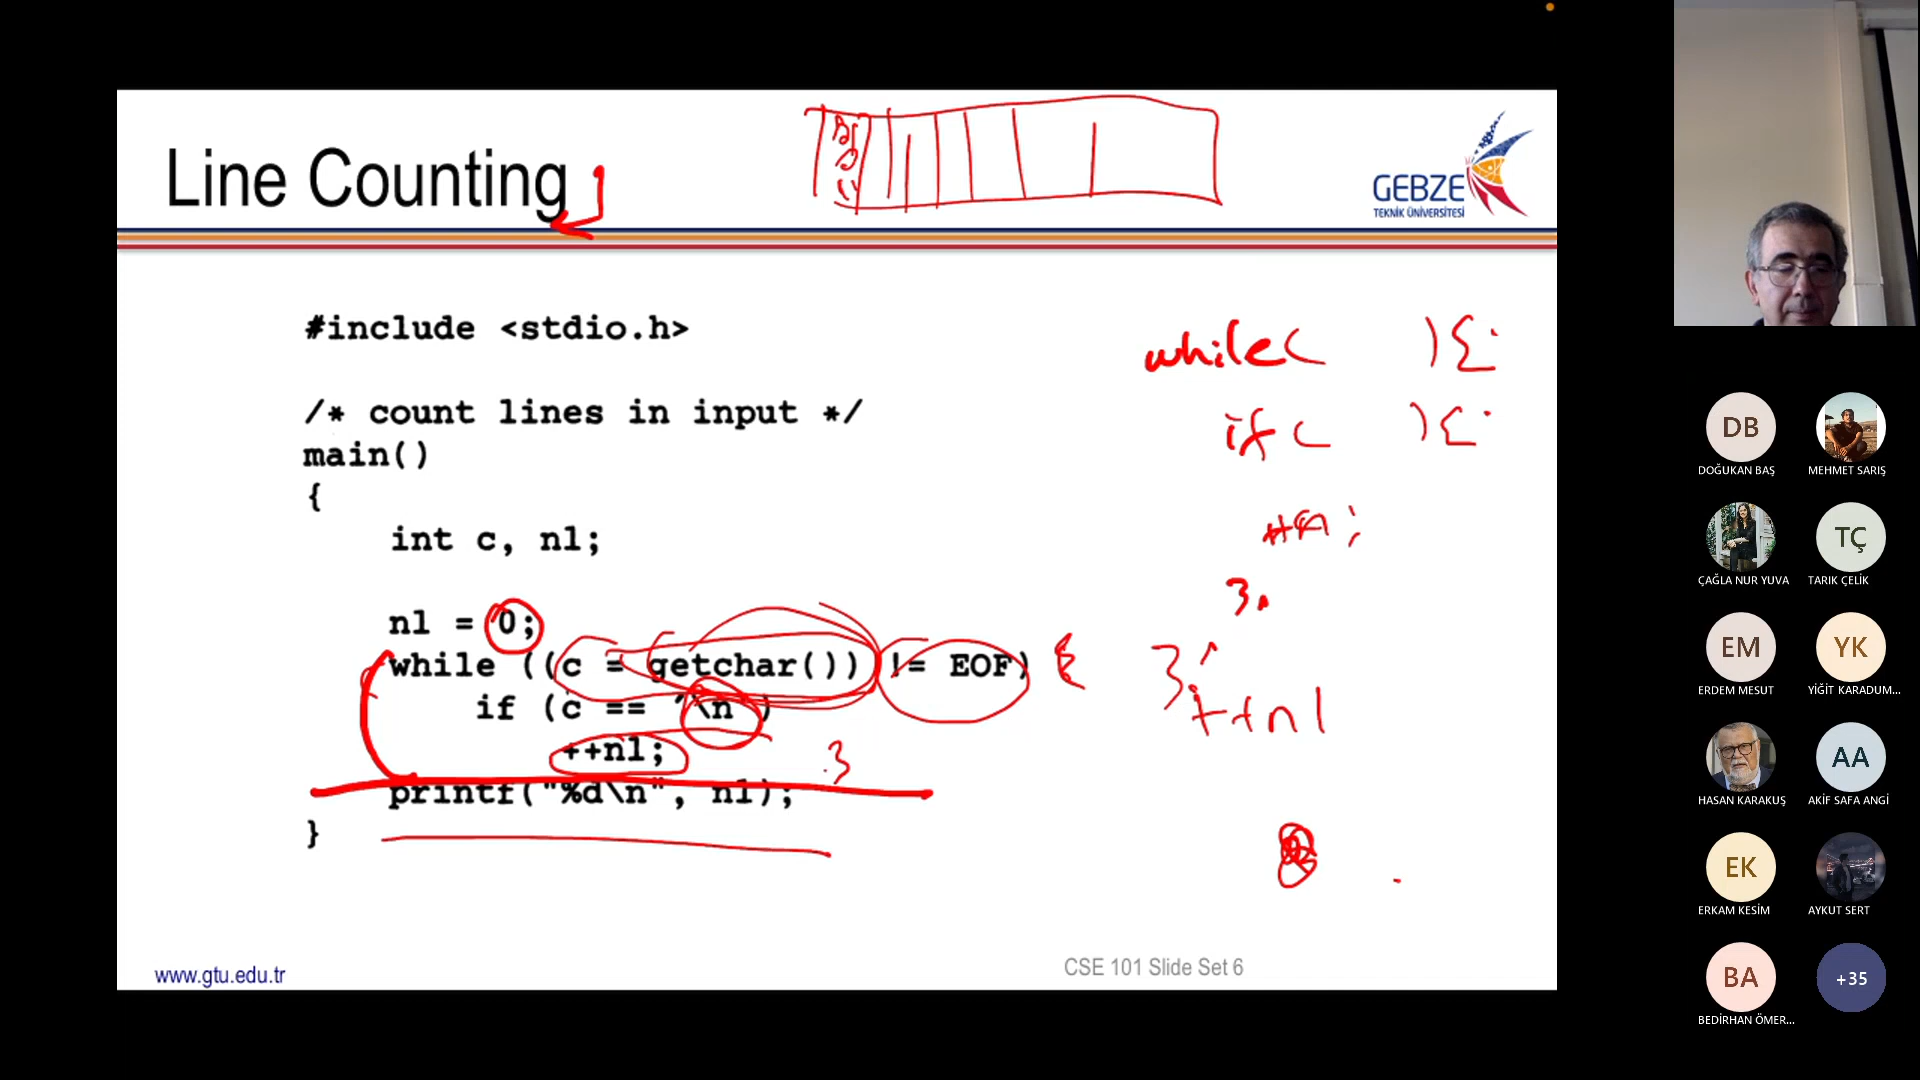 Line Counting
GEBZE
TEKNİK ÜNİVERSİTESİ
#include <stdio.h>
/* count lines in input */
main()
{
int c, nl;
nl = 0;
while ((c = getchar()) != EOF) {
if (c == '\n')
++nl;
}
printf("%d\n", nl);
}
while( ){
if( ){
}
}
++nl
www.gtu.edu.tr
CSE 101 Slide Set 6
DB
DOĞUKAN BAŞ
MEHMET SARIŞ
ÇAĞLA NUR YUVA
TÇ
TARIK ÇELİK
EM
ERDEM MESUT
YK
YİĞİT KARADUM...
HASAN KARAKUŞ
AA
AKİF SAFA ANGİ
EK
ERKAM KESİM
AYKUT SERT
BA
BEDİRHAN ÖMER...
+35